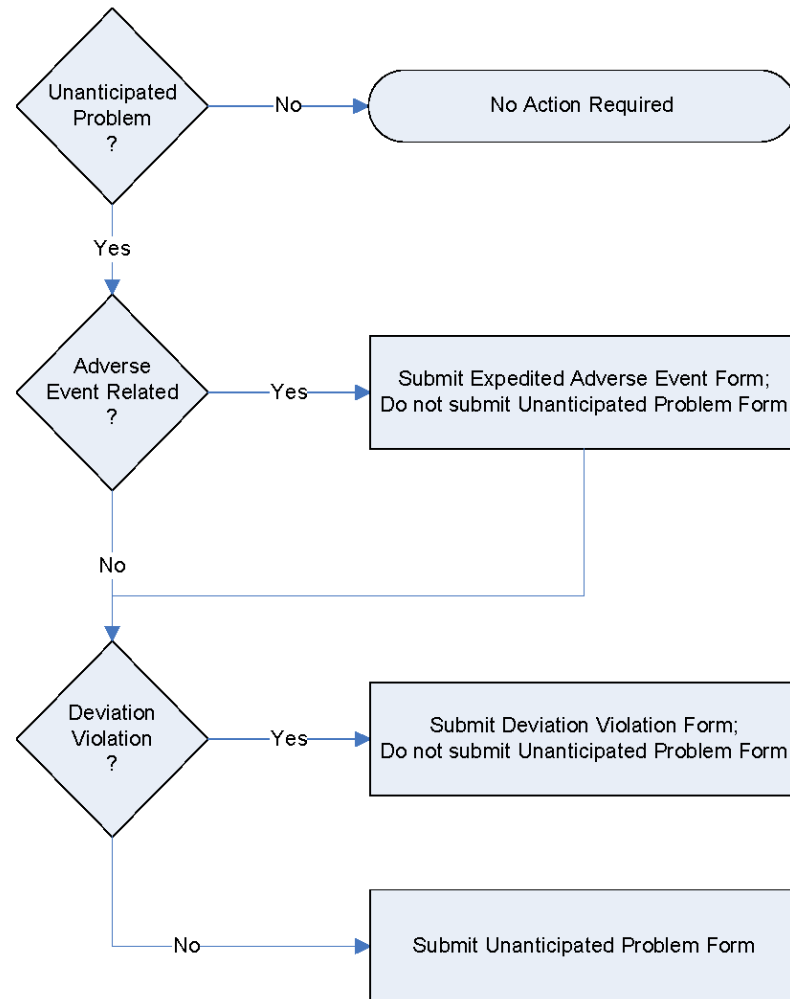 Unanticipated
Problem
?
No
No Action Required
Yes
Adverse
Event Related
?
Yes
Submit Expedited Adverse Event Form;
Do not submit Unanticipated Problem Form
No
Deviation
Violation
?
Yes
Submit Deviation Violation Form;
Do not submit Unanticipated Problem Form
No
Submit Unanticipated Problem Form